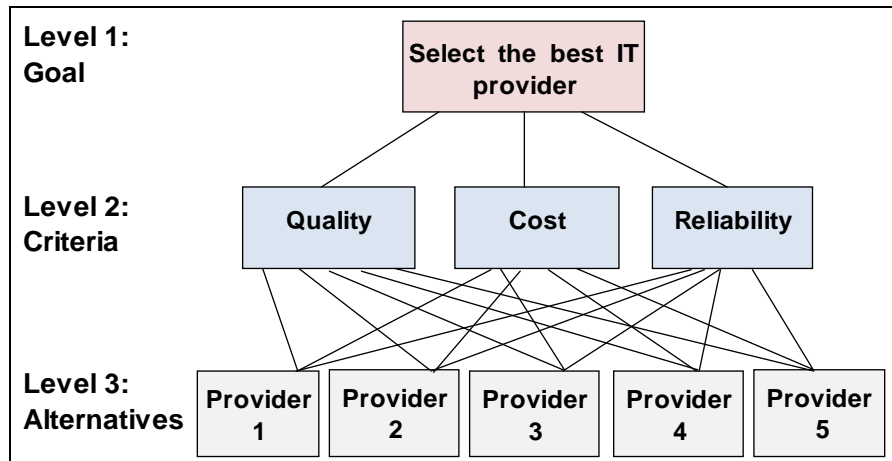 Level 1:
Goal
Select the best IT
provider
Level 2:
Criteria
Quality
Cost
Reliability
Level 3:
Alternatives
Provider
1
Provider
2
Provider
3
Provider
4
Provider
5